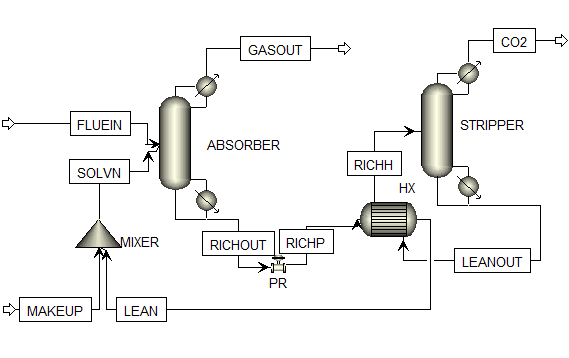 CO2
GASOUT
FLUEIN
STRIPPER
ABSORBER
RICHH
SOLVN
HX
MIXER
RICHOUT
RICHP
LEANOUT
PR
MAKEUP
LEAN